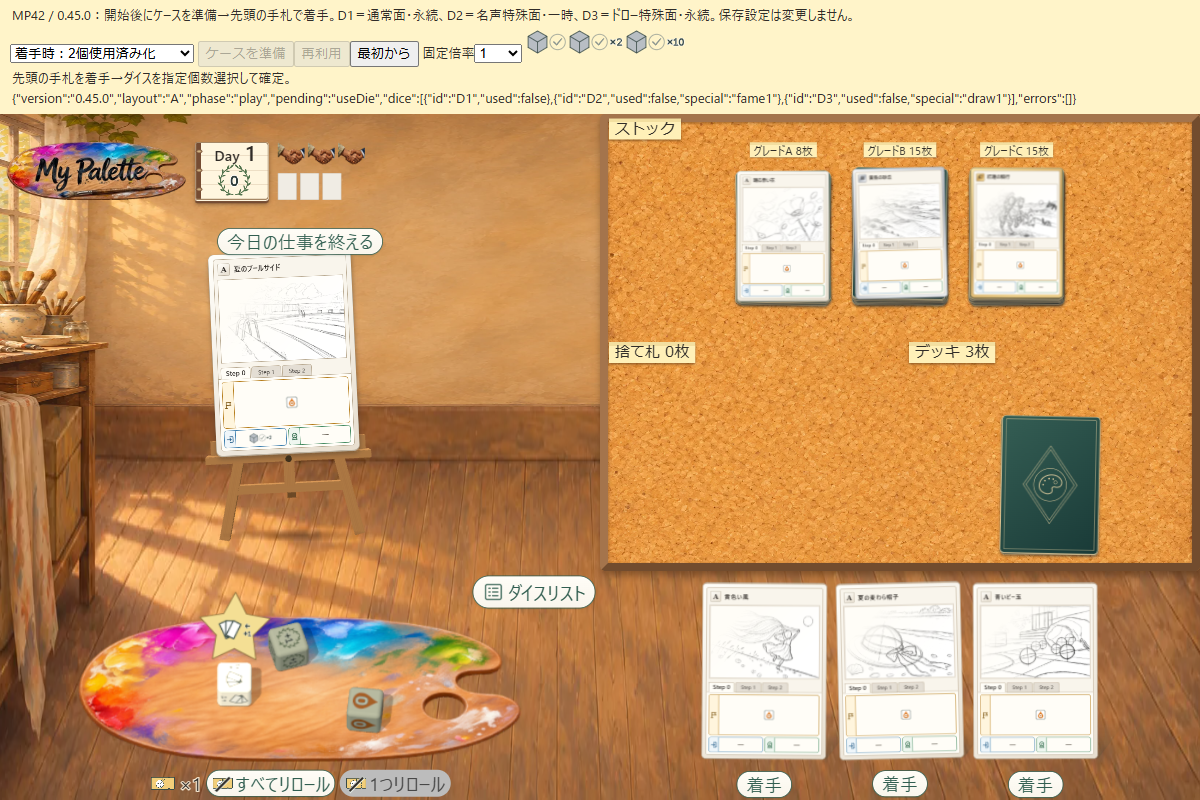 MP42 / 0.45.0：開始後にケースを準備→先頭の手札で着手。D1＝通常面・永続、D2＝名声特殊面・一時、D3＝ドロー特殊面・永続。保存設定は変更しません。
着手時：2個使用済み化 ケースを準備 再利用 最初から 固定倍率 1 ×2 ×10
先頭の手札を着手→ダイスを指定個数選択して確定。
{"version":"0.45.0","layout":"A","phase":"play","pending":"useDie","dice":[{"id":"D1","used":false},{"id":"D2","used":false,"special":"fame1"},{"id":"D3","used":false,"special":"draw1"}],"errors":[]}
My Palette
Day 1
0
今日の仕事を終える
A 夏のプールサイド
Step 0 Step 1 Step 2
ストック
グレードA 8枚 グレードB 15枚 グレードC 15枚
捨て札 0枚
デッキ 3枚
ダイスリスト
A 黄色い風
Step 0 Step 1 Step 2
A 夏の麦わら帽子
Step 0 Step 1 Step 2
A 青いビー玉
Step 0 Step 1 Step 2
×1 すべてリロール 1つリロール
着手 着手 着手